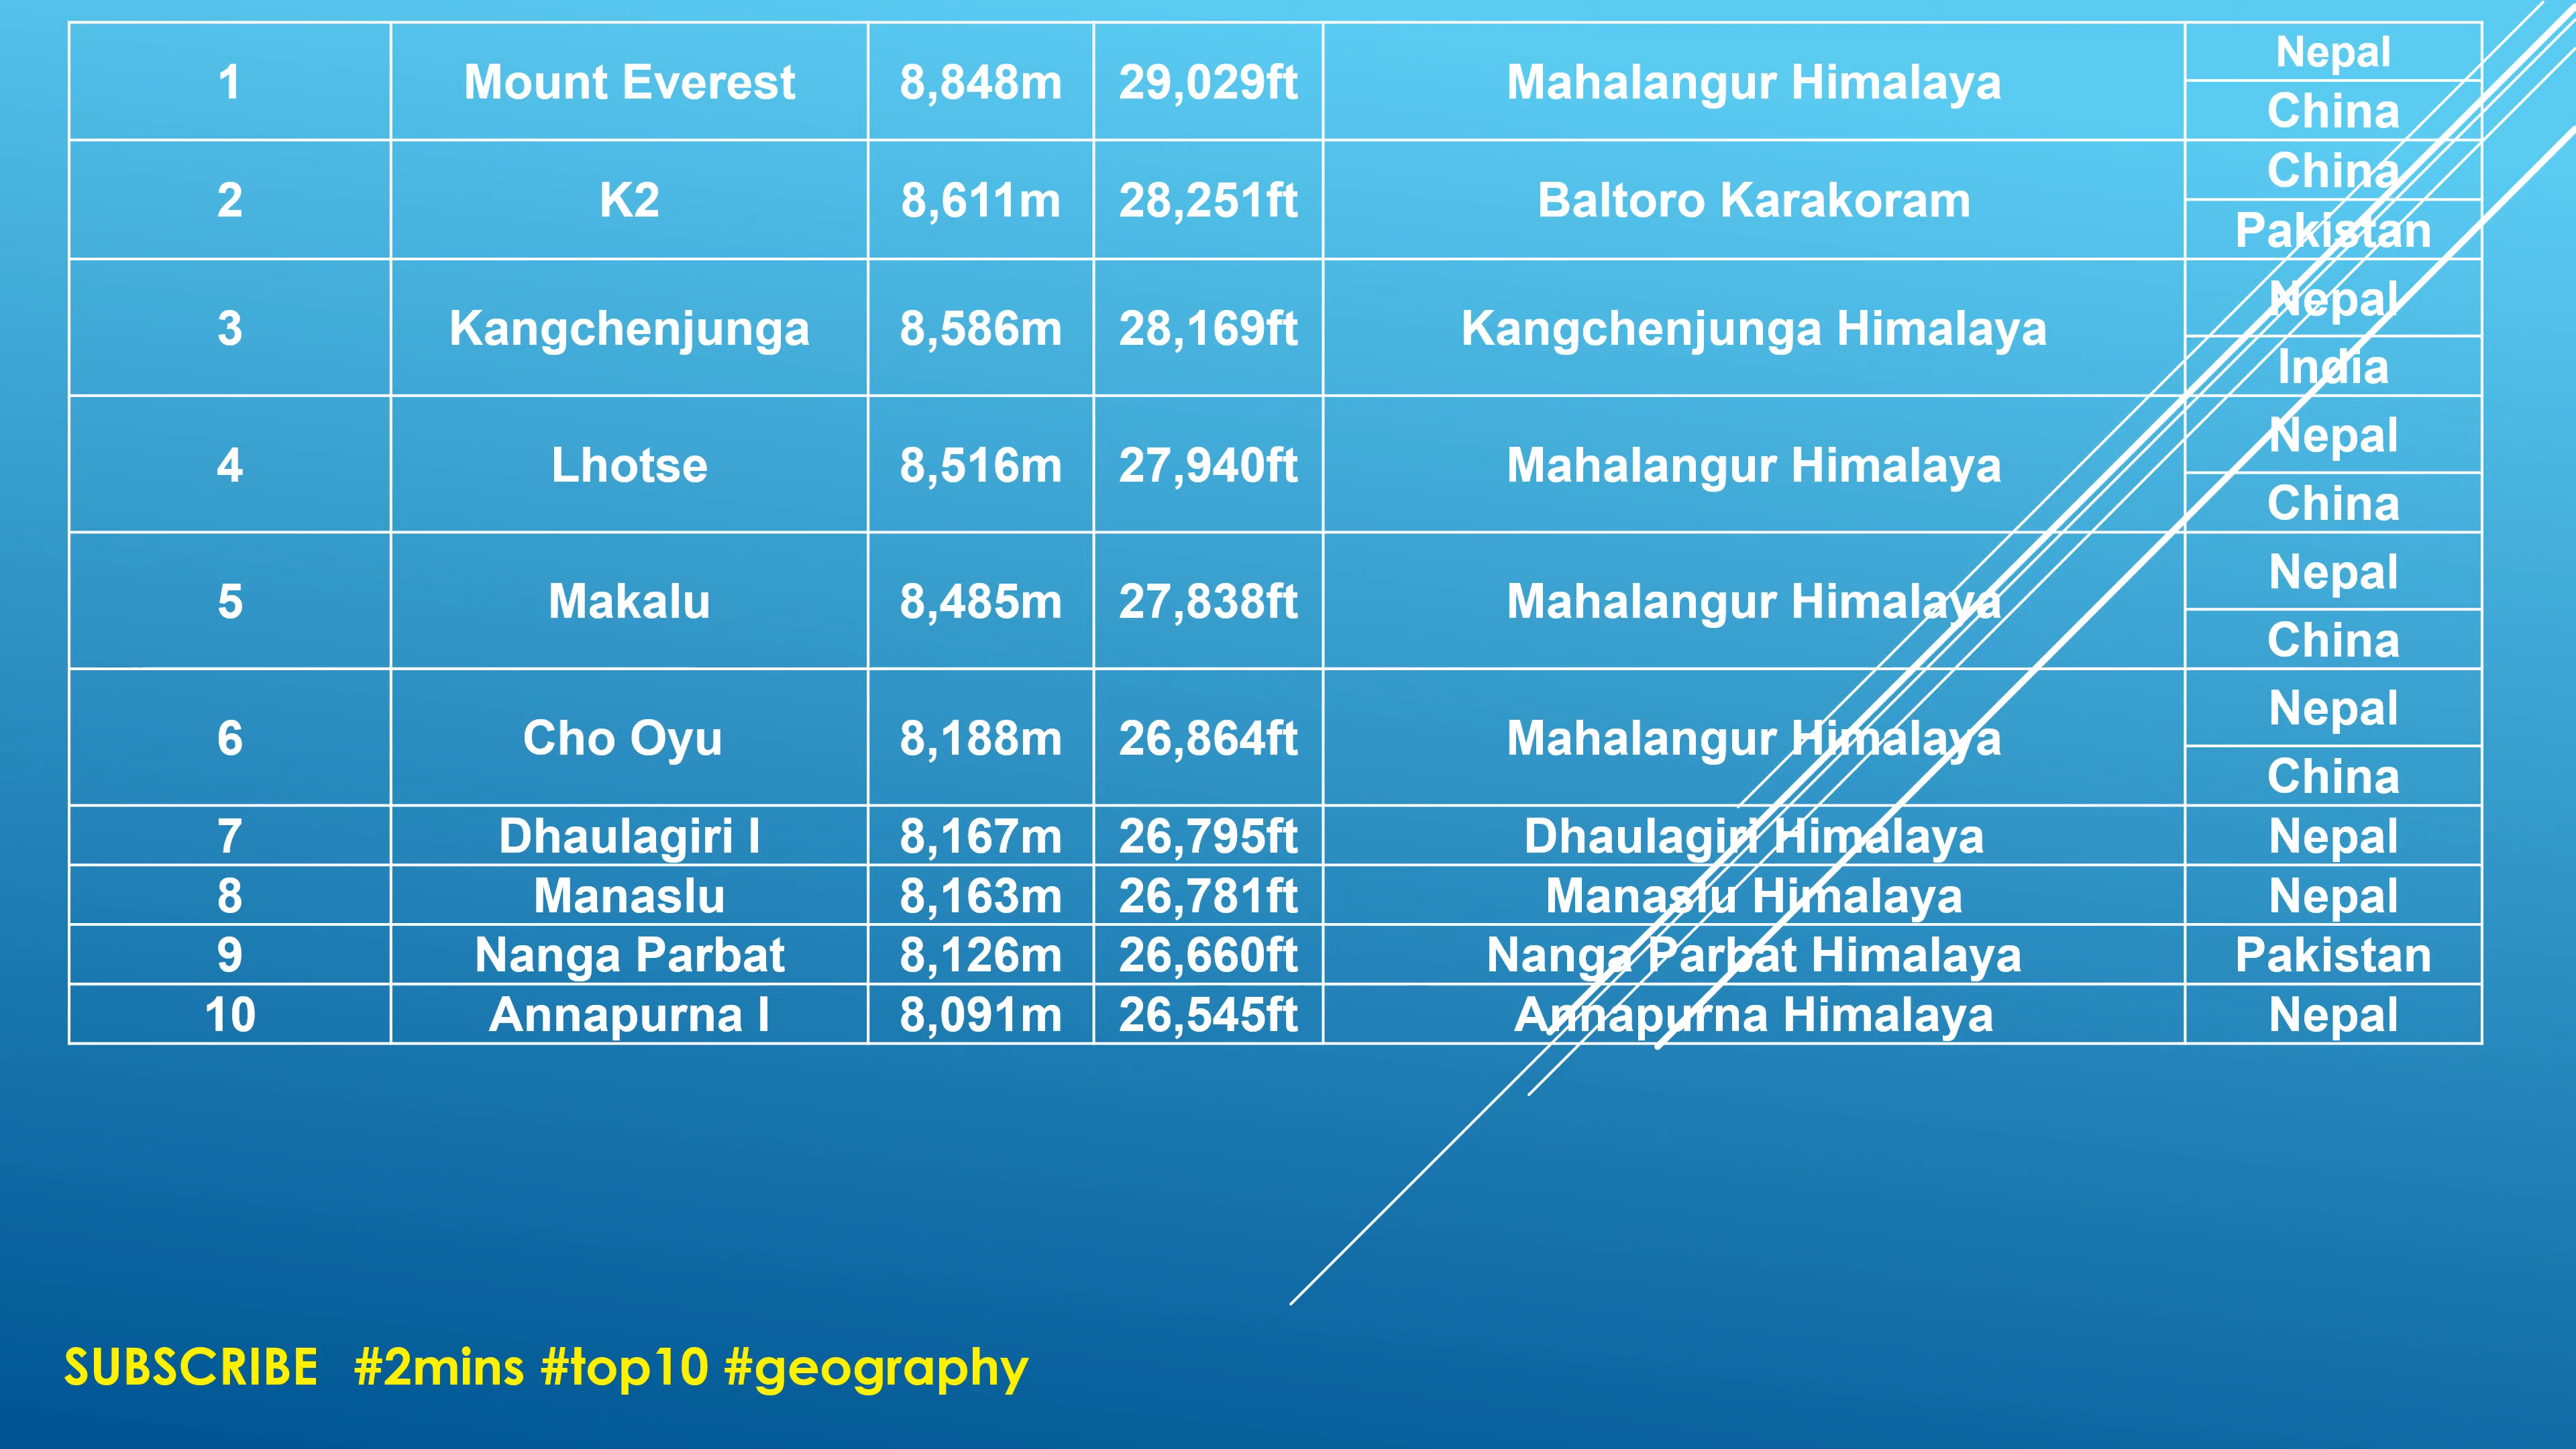 1 Mount Everest 8,848m 29,029ft Mahalangur Himalaya Nepal
China
2 K2 8,611m 28,251ft Baltoro Karakoram China
Pakistan
3 Kangchenjunga 8,586m 28,169ft Kangchenjunga Himalaya Nepal
India
4 Lhotse 8,516m 27,940ft Mahalangur Himalaya Nepal
China
5 Makalu 8,485m 27,838ft Mahalangur Himalaya Nepal
China
6 Cho Oyu 8,188m 26,864ft Mahalangur Himalaya Nepal
China
7 Dhaulagiri I 8,167m 26,795ft Dhaulagiri Himalaya Nepal
8 Manaslu 8,163m 26,781ft Manaslu Himalaya Nepal
9 Nanga Parbat 8,126m 26,660ft Nanga Parbat Himalaya Pakistan
10 Annapurna I 8,091m 26,545ft Annapurna Himalaya Nepal
SUBSCRIBE #2mins #top10 #geography